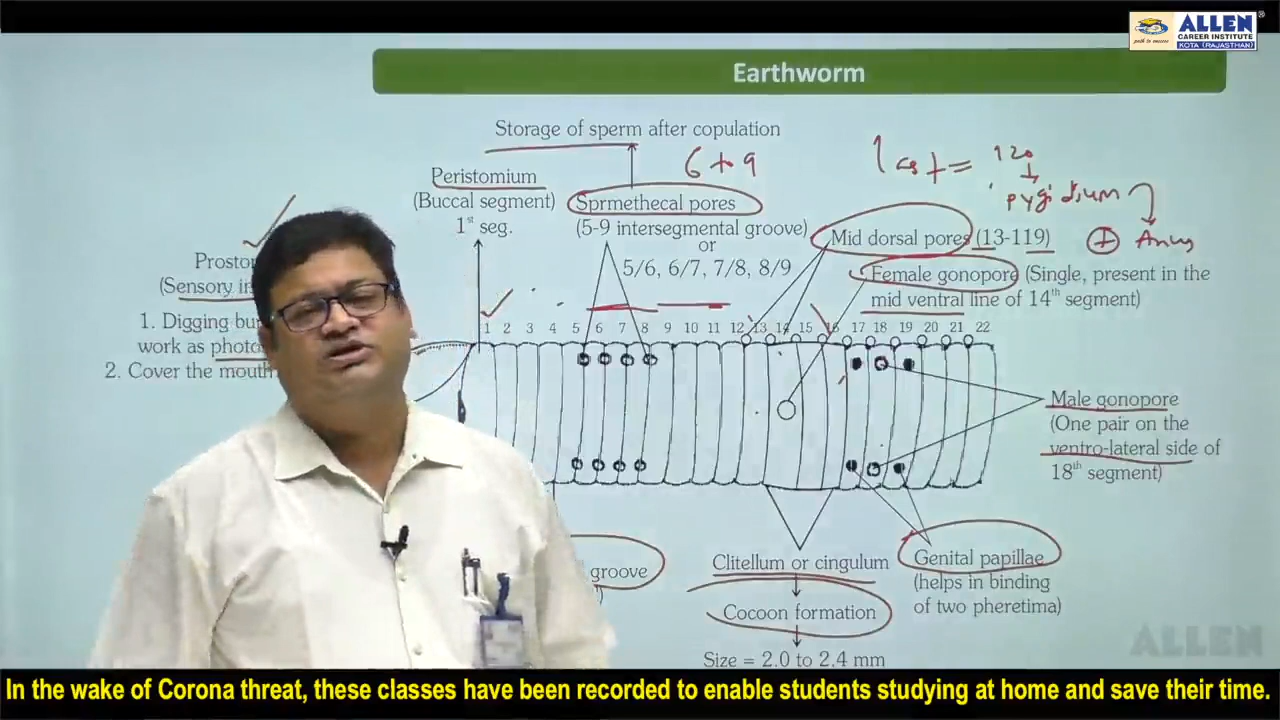 ALLEN
CAREER INSTITUTE
KOTA (RAJASTHAN)
path to success
Earthworm
Storage of sperm after copulation
6 to 9
last = 120
pygidium
Anus
Peristomium
(Buccal segment)
1st seg.
Sprmethecal pores
(5-9 intersegmental groove)
or
5/6, 6/7, 7/8, 8/9
Mid dorsal pores (13-119)
Female gonopore (Single, present in the
mid ventral line of 14th segment)
(Sensory
1. Digging
work as
2. Cover the mouth
1 2 3 4 5 6 7 8 9 10 11 12 13 14 15 16 17 18 19 20 21 22
Male gonopore
(One pair on the
ventro-lateral side of
18th segment)
groove
Clitellum or cingulum
Cocoon formation
Size = 2.0 to 2.4 mm
Genital papillae
(helps in binding
of two pheretima)
ALLEN
In the wake of Corona threat, these classes have been recorded to enable students studying at home and save their time.